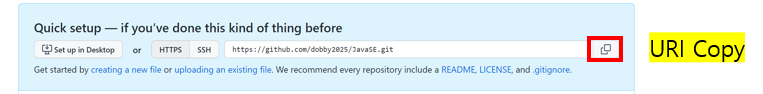 Quick setup — if you've done this kind of thing before
Set up in Desktop or HTTPS SSH https://github.com/dobby2025/JavaSE.git
URI Copy
Get started by creating a new file or uploading an existing file. We recommend every repository include a README, LICENSE, and .gitignore.